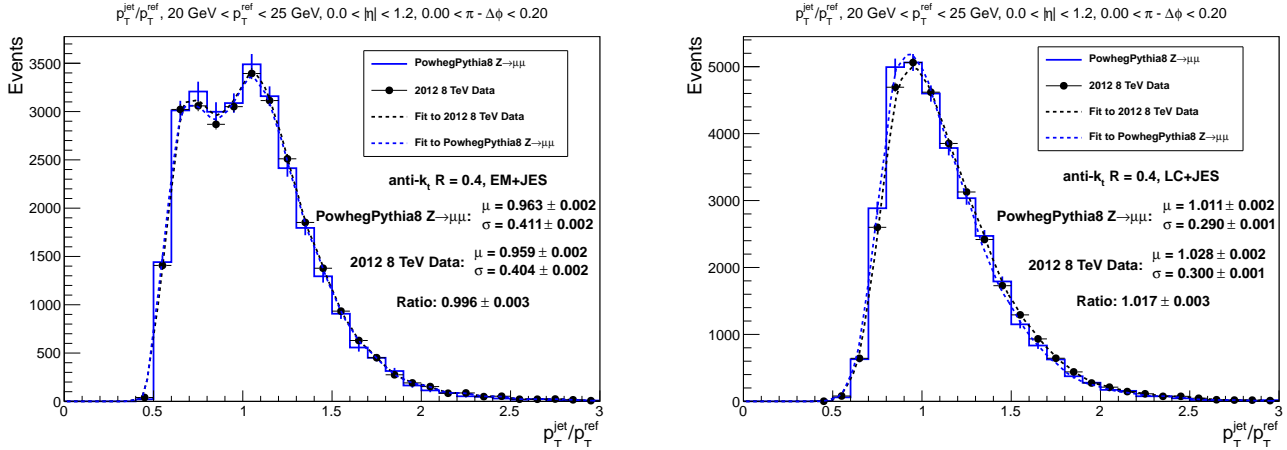 p_T^jet/p_T^ref, 20 GeV < p_T^ref < 25 GeV, 0.0 < |η| < 1.2, 0.00 < π - Δϕ < 0.20
Events
3500
3000
2500
2000
1500
1000
500
0
0 0.5 1 1.5 2 2.5 3
p_T^jet/p_T^ref
PowhegPythia8 Z→μμ
2012 8 TeV Data
Fit to 2012 8 TeV Data
Fit to PowhegPythia8 Z→μμ
anti-k_t R = 0.4, EM+JES
PowhegPythia8 Z→μμ: μ = 0.963 ± 0.002
σ = 0.411 ± 0.002
2012 8 TeV Data: μ = 0.959 ± 0.002
σ = 0.404 ± 0.002
Ratio: 0.996 ± 0.003
p_T^jet/p_T^ref, 20 GeV < p_T^ref < 25 GeV, 0.0 < |η| < 1.2, 0.00 < π - Δϕ < 0.20
Events
5000
4000
3000
2000
1000
0
0 0.5 1 1.5 2 2.5 3
p_T^jet/p_T^ref
PowhegPythia8 Z→μμ
2012 8 TeV Data
Fit to 2012 8 TeV Data
Fit to PowhegPythia8 Z→μμ
anti-k_t R = 0.4, LC+JES
PowhegPythia8 Z→μμ: μ = 1.011 ± 0.002
σ = 0.290 ± 0.001
2012 8 TeV Data: μ = 1.028 ± 0.002
σ = 0.300 ± 0.001
Ratio: 1.017 ± 0.003